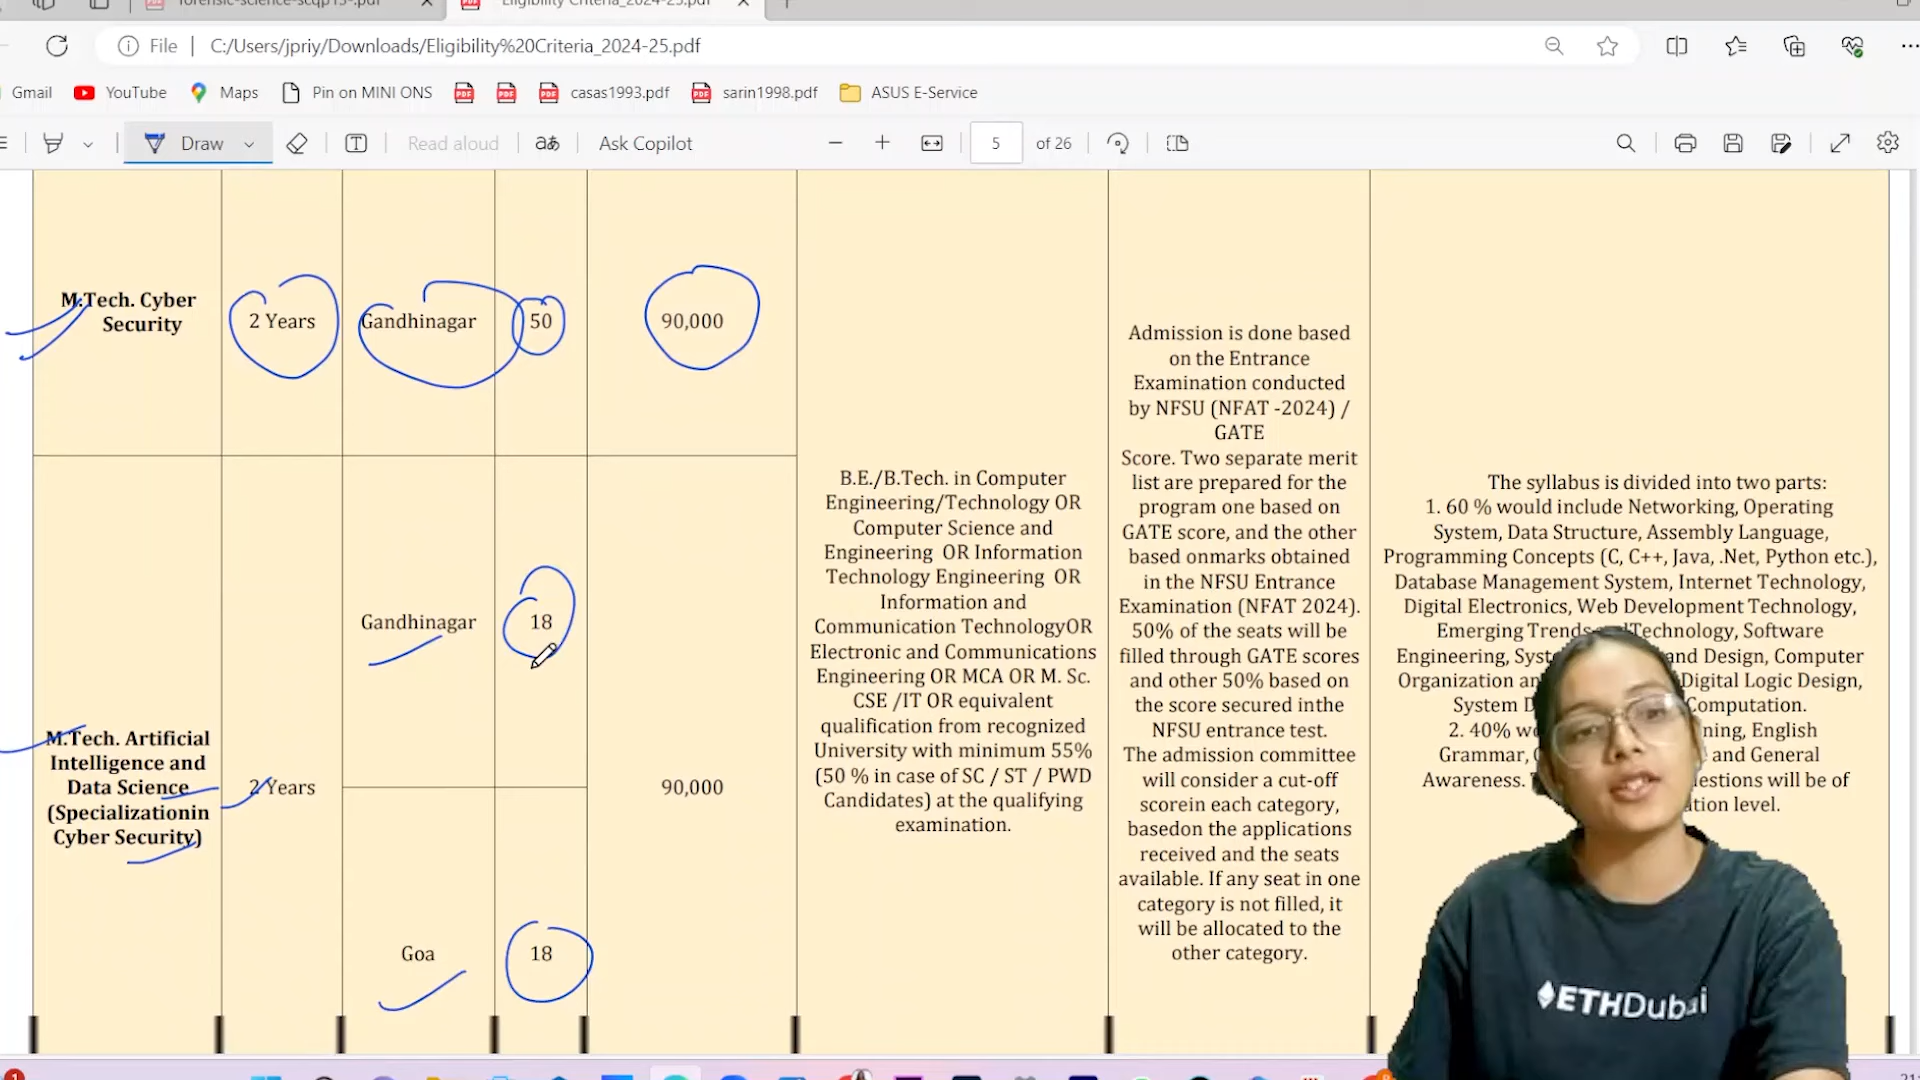 forensic-science-scqp15-.pdf
Eligibility Criteria_2024-25.pdf
File
C:/Users/jpriy/Downloads/Eligibility%20Criteria_2024-25.pdf
Gmail
YouTube
Maps
Pin on MINI ONS
casas1993.pdf
sarin1998.pdf
ASUS E-Service
Draw
Read aloud
Ask Copilot
5
of 26
M.Tech. Cyber
Security
2 Years
Gandhinagar
50
90,000
M.Tech. Artificial
Intelligence and
Data Science
(Specializationin
Cyber Security)
2 Years
Gandhinagar
18
Goa
18
90,000
B.E./B.Tech. in Computer
Engineering/Technology OR
Computer Science and
Engineering OR Information
Technology Engineering OR
Information and
Communication TechnologyOR
Electronic and Communications
Engineering OR MCA OR M. Sc.
CSE /IT OR equivalent
qualification from recognized
University with minimum 55%
(50 % in case of SC / ST / PWD
Candidates) at the qualifying
examination.
Admission is done based
on the Entrance
Examination conducted
by NFSU (NFAT -2024) /
GATE
Score. Two separate merit
list are prepared for the
program one based on
GATE score, and the other
based onmarks obtained
in the NFSU Entrance
Examination (NFAT 2024).
50% of the seats will be
filled through GATE scores
and other 50% based on
the score secured inthe
NFSU entrance test.
The admission committee
will consider a cut-off
scorein each category,
basedon the applications
received and the seats
available. If any seat in one
category is not filled, it
will be allocated to the
other category.
The syllabus is divided into two parts:
1. 60 % would include Networking, Operating
System, Data Structure, Assembly Language,
Programming Concepts (C, C++, Java, .Net, Python etc.),
Database Management System, Internet Technology,
Digital Electronics, Web Development Technology,
Emerging Trends Technology, Software
Engineering, and Design, Computer
Organization Digital Logic Design,
System Computation.
2. 40% English
Grammar, and General
Awareness. questions will be of
level.
ETHDubai